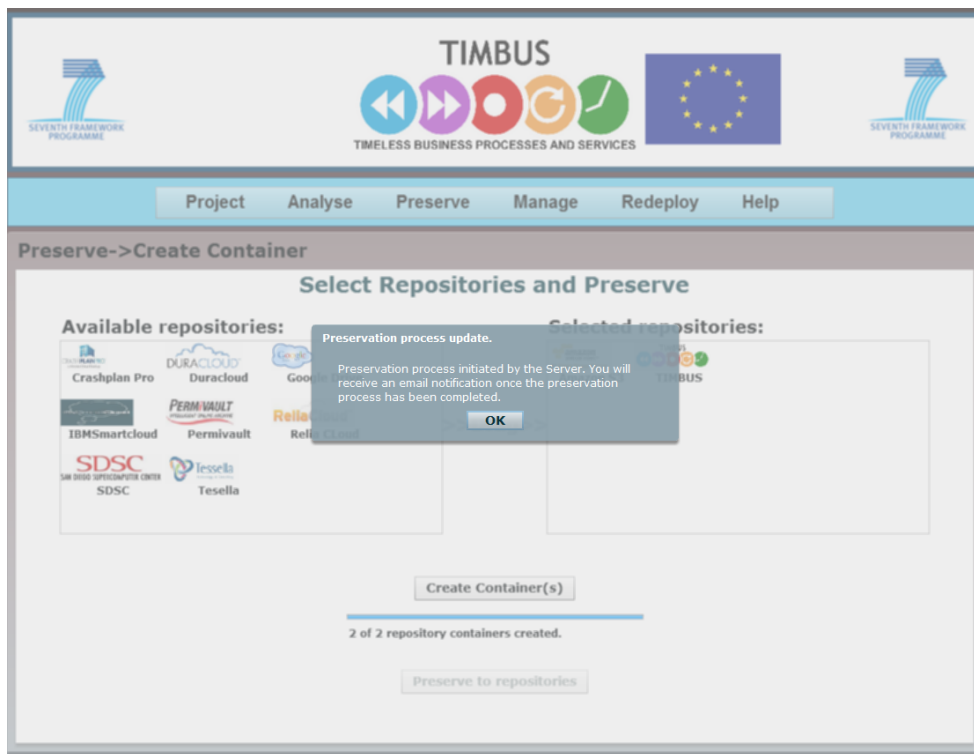 TIMBUS
SEVENTH FRAMEWORK
PROGRAMME
TIMELESS BUSINESS PROCESSES AND SERVICES
SEVENTH FRAMEWORK
PROGRAMME
Project Analyse Preserve Manage Redeploy Help
Preserve->Create Container
Select Repositories and Preserve
Available repositories:
Selected repositories:
Preservation process update.
Preservation process initiated by the Server. You will
receive an email notification once the preservation
process has been completed.
OK
DURACLOUD
Crashplan Pro Duracloud
TIMBUS
PERMIVAULT
IBMSmartcloud Permivault
SDSC
SAN DIEGO SUPERCOMPUTER CENTER
Tessella
SDSC Tesella
Create Container(s)
2 of 2 repository containers created.
Preserve to repositories